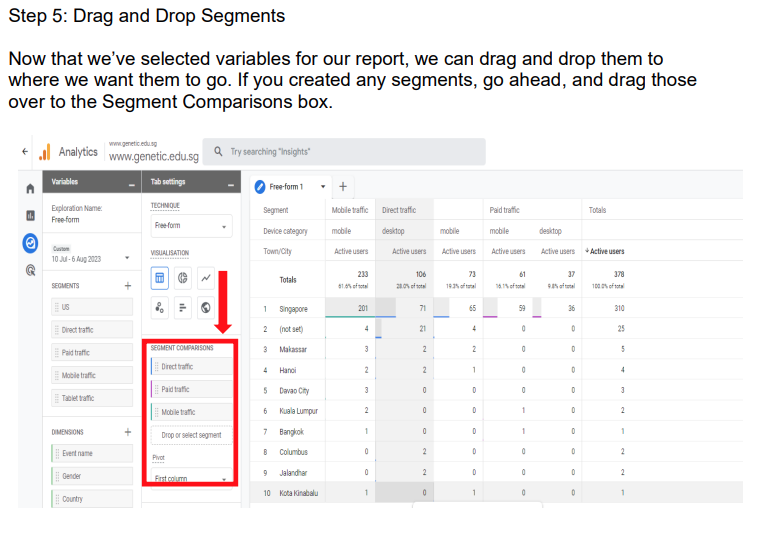 Step 5: Drag and Drop Segments
Now that we've selected variables for our report, we can drag and drop them to
where we want them to go. If you created any segments, go ahead, and drag those
over to the Segment Comparisons box.
Analytics
www.genetic.edu.sg
www.genetic.edu.sg
Try searching "Insights"
Variables
Exploration Name:
Free-form
Custom
10 Jul - 6 Aug 2023
SEGMENTS +
US
Direct traffic
Paid traffic
Mobile traffic
Tablet traffic
DIMENSIONS +
Event name
Gender
Country
Tab settings
TECHNIQUE
Free-form
VISUALISATION
SEGMENT COMPARISONS
Direct traffic
Paid traffic
Mobile traffic
Drop or select segment
Pivot
First column
Free-form 1 +
Segment Mobile traffic Direct traffic Paid traffic Totals
Device category mobile desktop mobile mobile desktop
Town/City Active users Active users Active users Active users Active users Active users
Totals 233 106 73 61 37 378
61.6% of total 28.0% of total 19.3% of total 16.1% of total 9.8% of total 100.0% of total
1 Singapore 201 71 65 59 36 310
2 (not set) 4 21 4 0 0 25
3 Makassar 3 2 2 0 0 5
4 Hanoi 2 2 1 0 0 4
5 Davao City 3 0 0 0 0 3
6 Kuala Lumpur 2 0 0 1 0 2
7 Bangkok 1 0 0 1 0 1
8 Columbus 0 2 0 0 0 2
9 Jalandhar 0 2 0 0 0 2
10 Kota Kinabalu 1 0 1 0 0 1